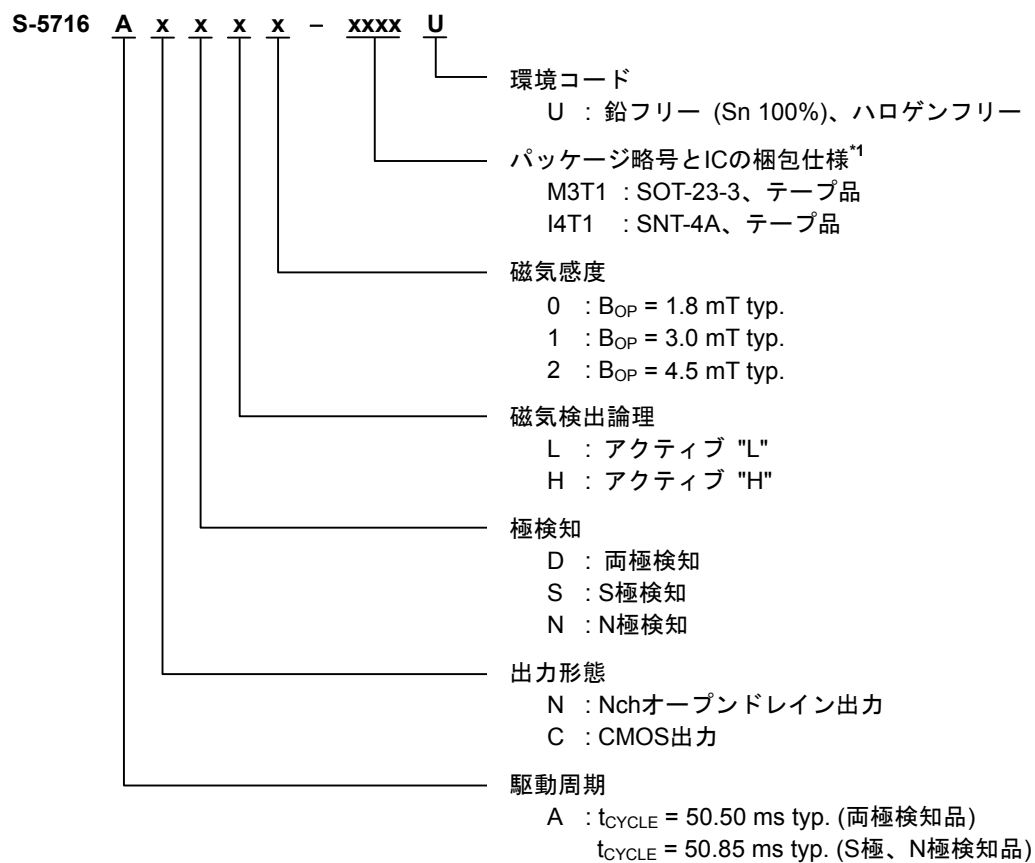 S-5716 A x x x x – xxxx U
環境コード
U : 鉛フリー (Sn 100%)、ハロゲンフリー
パッケージ略号とICの梱包仕様*1
M3T1 : SOT-23-3、テープ品
I4T1 : SNT-4A、テープ品
磁気感度
0 : BOP = 1.8 mT typ.
1 : BOP = 3.0 mT typ.
2 : BOP = 4.5 mT typ.
磁気検出論理
L : アクティブ "L"
H : アクティブ "H"
極検知
D : 両極検知
S : S極検知
N : N極検知
出力形態
N : Nchオープンドレイン出力
C : CMOS出力
駆動周期
A : tCYCLE = 50.50 ms typ. (両極検知品)
tCYCLE = 50.85 ms typ. (S極、N極検知品)